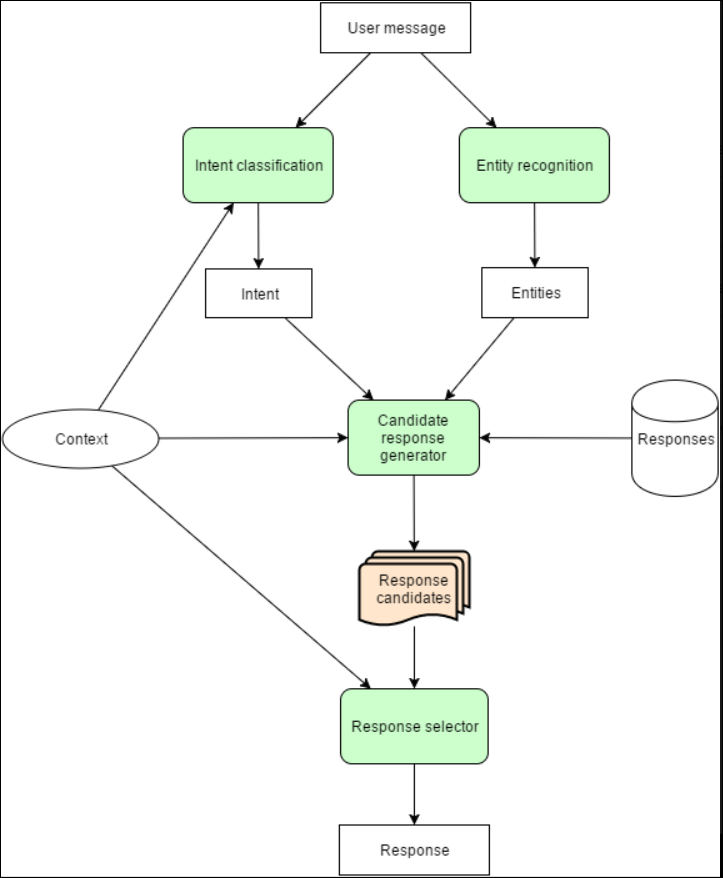 User message
Intent classification
Entity recognition
Intent
Entities
Context
Candidate
response
generator
Responses
Response
candidates
Response selector
Response